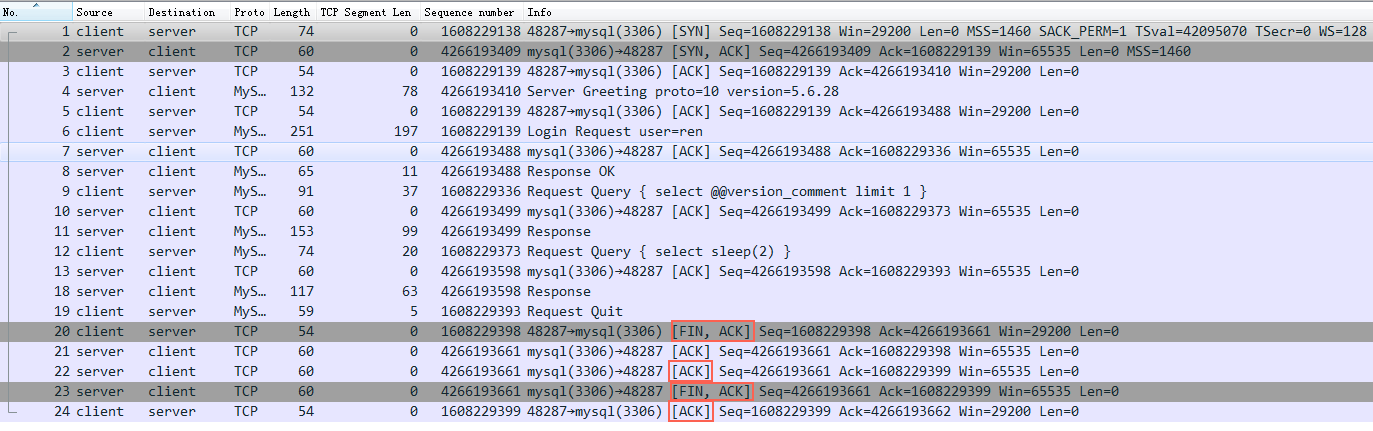 No. Source Destination Proto Length TCP Segment Len Sequence number Info
1 client server TCP 74 0 1608229138 48287→mysql(3306) [SYN] Seq=1608229138 Win=29200 Len=0 MSS=1460 SACK_PERM=1 TSval=42095070 TSecr=0 WS=128
2 server client TCP 60 0 4266193409 mysql(3306)→48287 [SYN, ACK] Seq=4266193409 Ack=1608229139 Win=65535 Len=0 MSS=1460
3 client server TCP 54 0 1608229139 48287→mysql(3306) [ACK] Seq=1608229139 Ack=4266193410 Win=29200 Len=0
4 server client MyS… 132 78 4266193410 Server Greeting proto=10 version=5.6.28
5 client server TCP 54 0 1608229139 48287→mysql(3306) [ACK] Seq=1608229139 Ack=4266193488 Win=29200 Len=0
6 client server MyS… 251 197 1608229139 Login Request user=ren
7 server client TCP 60 0 4266193488 mysql(3306)→48287 [ACK] Seq=4266193488 Ack=1608229336 Win=65535 Len=0
8 server client MyS… 65 11 4266193488 Response OK
9 client server MyS… 91 37 1608229336 Request Query { select @@version_comment limit 1 }
10 server client TCP 60 0 4266193499 mysql(3306)→48287 [ACK] Seq=4266193499 Ack=1608229373 Win=65535 Len=0
11 server client MyS… 153 99 4266193499 Response
12 client server MyS… 74 20 1608229373 Request Query { select sleep(2) }
13 server client TCP 60 0 4266193598 mysql(3306)→48287 [ACK] Seq=4266193598 Ack=1608229393 Win=65535 Len=0
18 server client MyS… 117 63 4266193598 Response
19 client server MyS… 59 5 1608229393 Request Quit
20 client server TCP 54 0 1608229398 48287→mysql(3306) [FIN, ACK] Seq=1608229398 Ack=4266193661 Win=29200 Len=0
21 server client TCP 60 0 4266193661 mysql(3306)→48287 [ACK] Seq=4266193661 Ack=1608229398 Win=65535 Len=0
22 server client TCP 60 0 4266193661 mysql(3306)→48287 [ACK] Seq=4266193661 Ack=1608229399 Win=65535 Len=0
23 server client TCP 60 0 4266193661 mysql(3306)→48287 [FIN, ACK] Seq=4266193661 Ack=1608229399 Win=65535 Len=0
24 client server TCP 54 0 1608229399 48287→mysql(3306) [ACK] Seq=1608229399 Ack=4266193662 Win=29200 Len=0